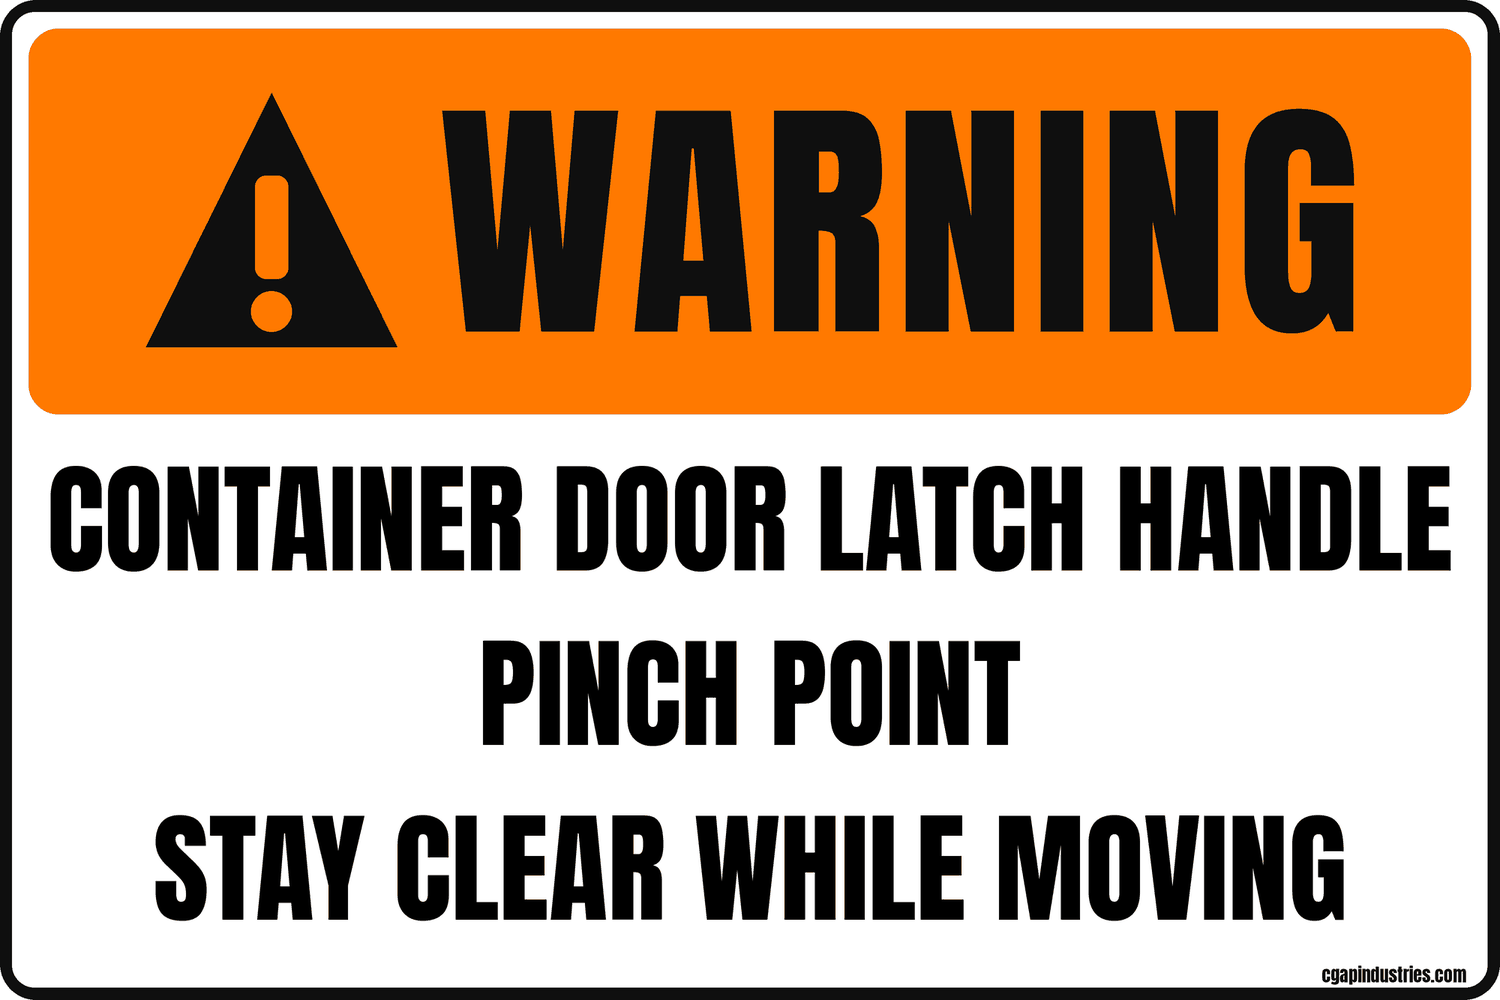 WARNING
CONTAINER DOOR LATCH HANDLE
PINCH POINT
STAY CLEAR WHILE MOVING
cgapindustries.com